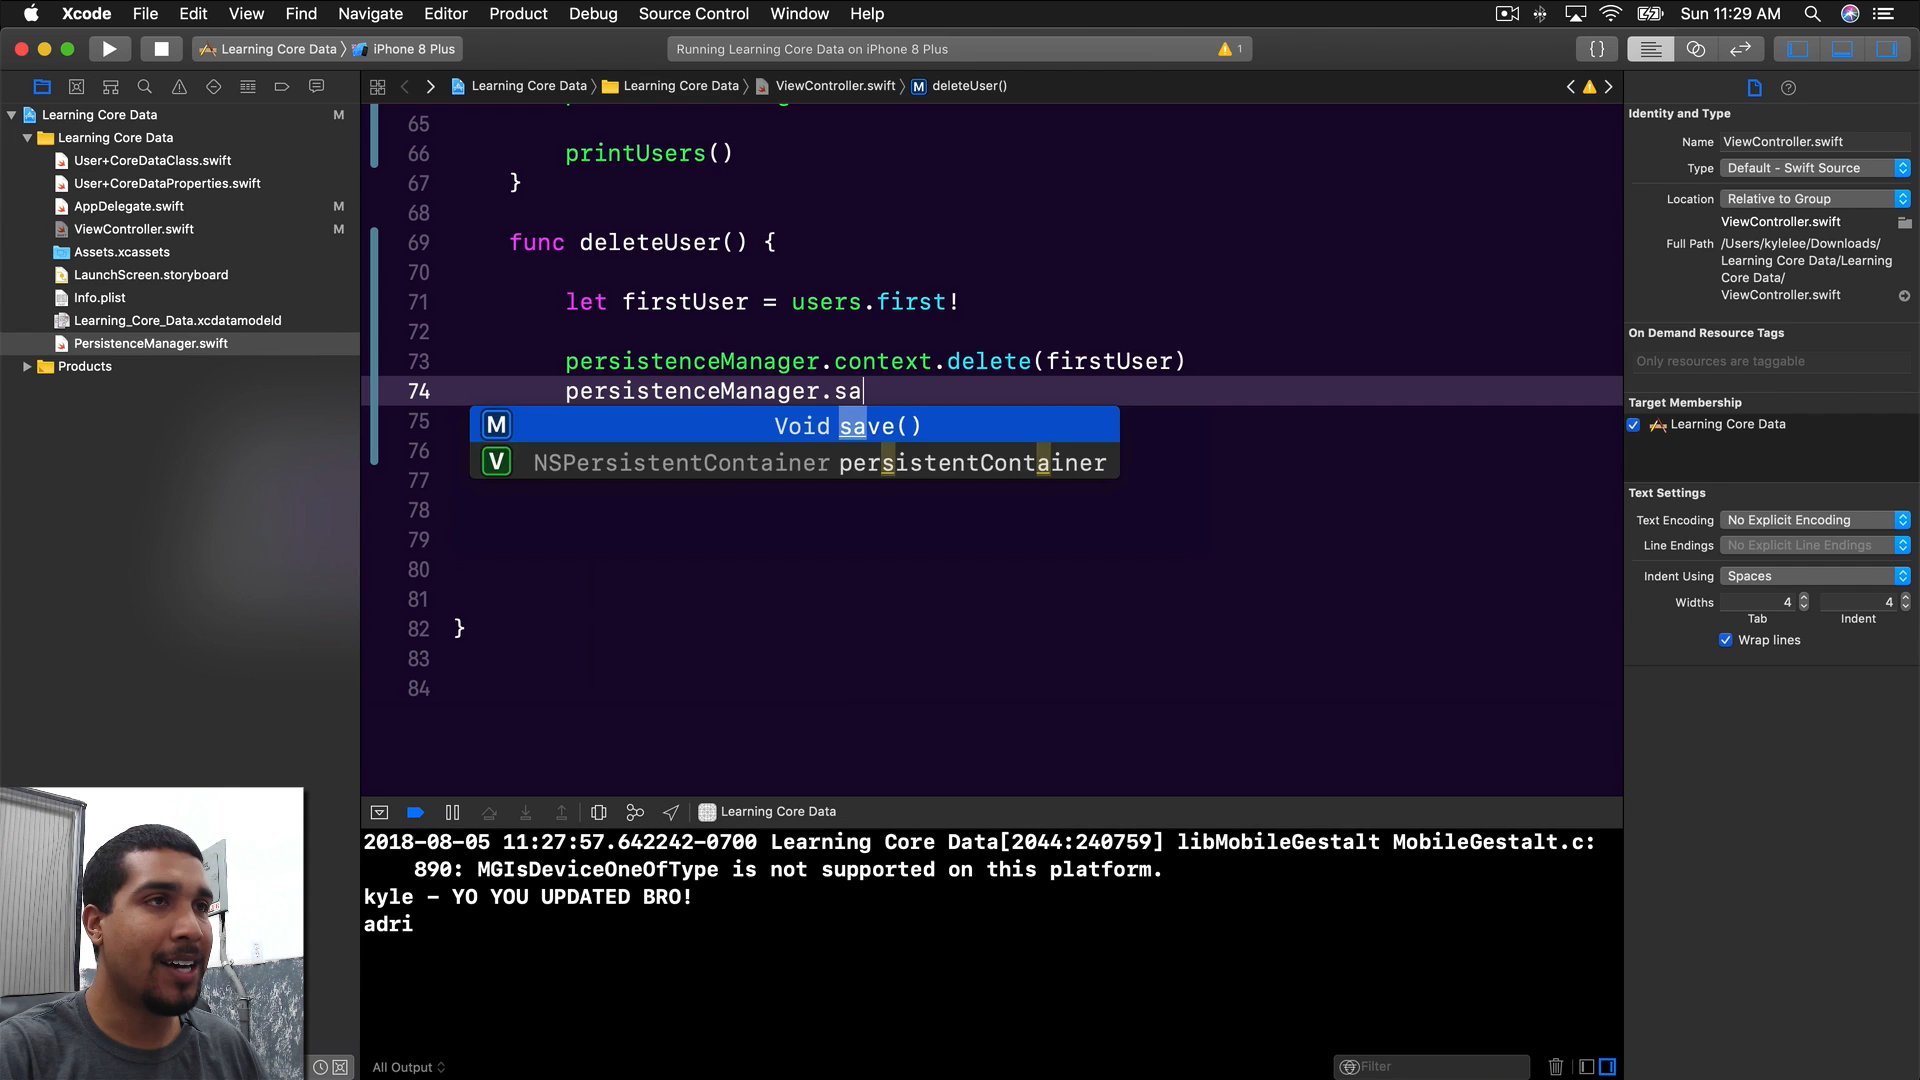 Xcode File Edit View Find Navigate Editor Product Debug Source Control Window Help Sun 11:29 AM
Learning Core Data iPhone 8 Plus Running Learning Core Data on iPhone 8 Plus 1 {}
Learning Core Data Learning Core Data ViewController.swift M deleteUser()
Learning Core Data M
Learning Core Data
User+CoreDataClass.swift
User+CoreDataProperties.swift
AppDelegate.swift M
ViewController.swift M
Assets.xcassets
LaunchScreen.storyboard
Info.plist
Learning_Core_Data.xcdatamodeld
PersistenceManager.swift
Products
65
66 printUsers()
67 }
68
69 func deleteUser() {
70
71 let firstUser = users.first!
72
73 persistenceManager.context.delete(firstUser)
74 persistenceManager.sa
75
M Void save()
76
V NSPersistentContainer persistentContainer
77
78
79
80
81
82 }
83
84
Identity and Type
Name ViewController.swift
Type Default - Swift Source
Location Relative to Group
ViewController.swift
Full Path /Users/kylelee/Downloads/
Learning Core Data/Learning
Core Data/
ViewController.swift
On Demand Resource Tags
Only resources are taggable
Target Membership
Learning Core Data
Text Settings
Text Encoding No Explicit Encoding
Line Endings No Explicit Line Endings
Indent Using Spaces
Widths 4 4
Tab Indent
Wrap lines
Learning Core Data
2018-08-05 11:27:57.642242-0700 Learning Core Data[2044:240759] libMobileGestalt MobileGestalt.c:
890: MGIsDeviceOneOfType is not supported on this platform.
kyle - YO YOU UPDATED BRO!
adri
All Output Filter